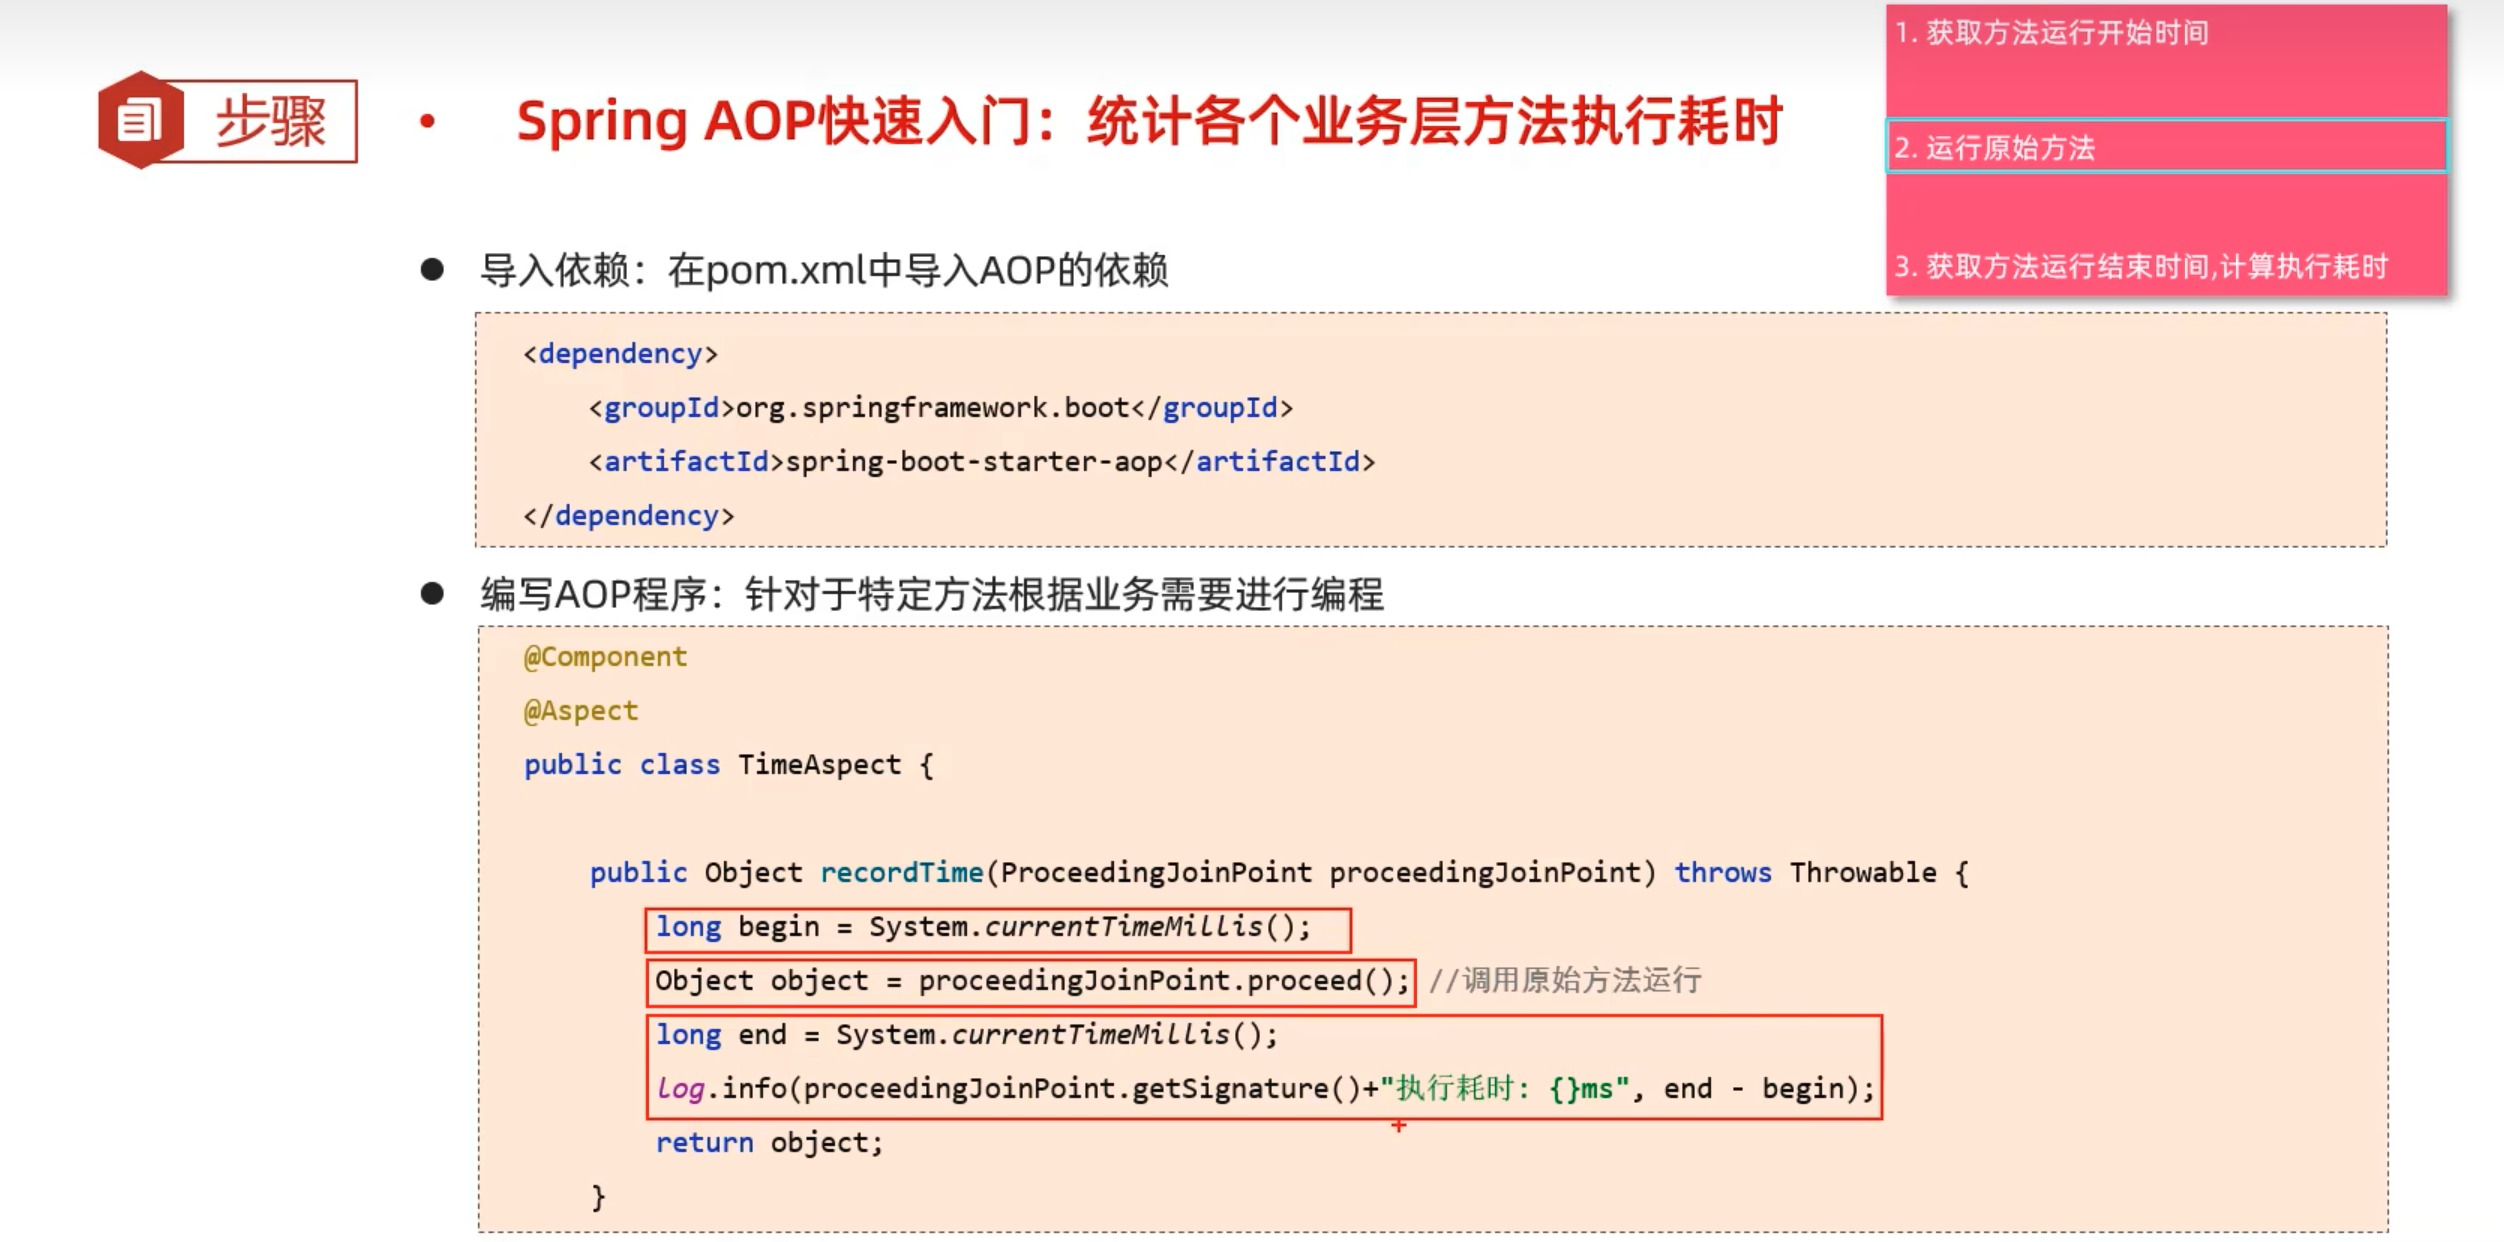 步骤
• Spring AOP快速入门：统计各个业务层方法执行耗时
1. 获取方法运行开始时间
2. 运行原始方法
3. 获取方法运行结束时间,计算执行耗时
● 导入依赖：在pom.xml中导入AOP的依赖
<dependency>
    <groupId>org.springframework.boot</groupId>
    <artifactId>spring-boot-starter-aop</artifactId>
</dependency>
● 编写AOP程序：针对于特定方法根据业务需要进行编程
@Component
@Aspect
public class TimeAspect {
    public Object recordTime(ProceedingJoinPoint proceedingJoinPoint) throws Throwable {
        long begin = System.currentTimeMillis();
        Object object = proceedingJoinPoint.proceed(); //调用原始方法运行
        long end = System.currentTimeMillis();
        log.info(proceedingJoinPoint.getSignature()+"执行耗时: {}ms", end - begin);
        return object;
    }